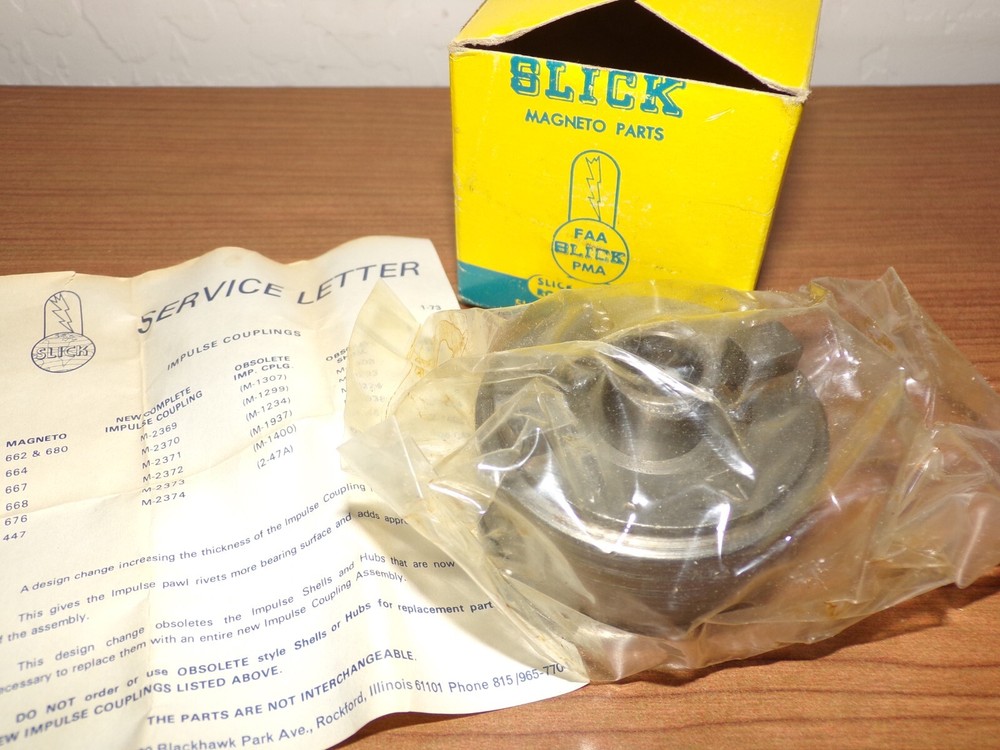 SLICK
MAGNETO PARTS
FAA
SLICK
PMA
SLICK
SERVICE LETTER
1-73
SLICK
IMPULSE COUPLINGS
MAGNETO NEW COMPLETE IMPULSE COUPLING OBSOLETE IMP. CPLG.
662 & 680 M-2369 (M-1307)
664 M-2370 (M-1299)
667 M-2371 (M-1234)
668 M-2372 (M-1937)
676 M-2373 (M-1400)
447 M-2374 (2-47A)
A design change increasing the thickness of the Impulse Coupling
This gives the Impulse pawl rivets more bearing surface and adds
the assembly.
This design change obsoletes the Impulse Shells and Hubs that are now
necessary to replace them with an entire new Impulse Coupling Assembly.
DO NOT order or use OBSOLETE style Shells or Hubs for replacement
IMPULSE COUPLINGS LISTED ABOVE.
THE PARTS ARE NOT INTERCHANGEABLE.
Blackhawk Park Ave., Rockford, Illinois 61101 Phone 815/965-770